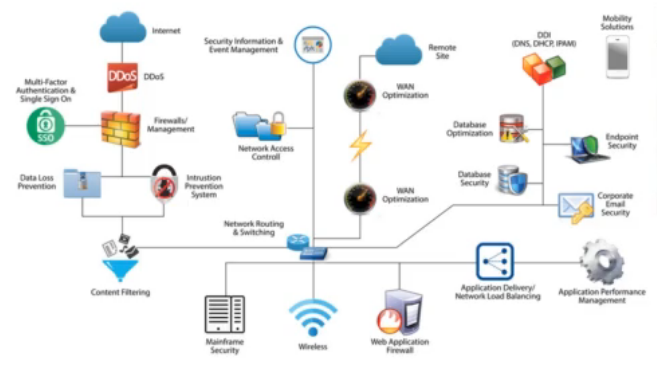 Internet
DDoS
DDoS
Multi-Factor
Authentication &
Single Sign On
SSO
Firewalls/
Management
Data Loss
Prevention
Intrustion
Prevention
System
Content Filtering
Security Information &
Event Management
Network Access
Controll
Network Routing
& Switching
Remote
Site
WAN
Optimization
WAN
Optimization
DDI
(DNS, DHCP, IPAM)
Mobility
Solutions
Database
Optimization
Endpoint
Security
Database
Security
Corporate
Email
Security
Mainframe
Security
Wireless
Web Application
Firewall
Application Delivery/
Network Load Balancing
Application Performance
Management